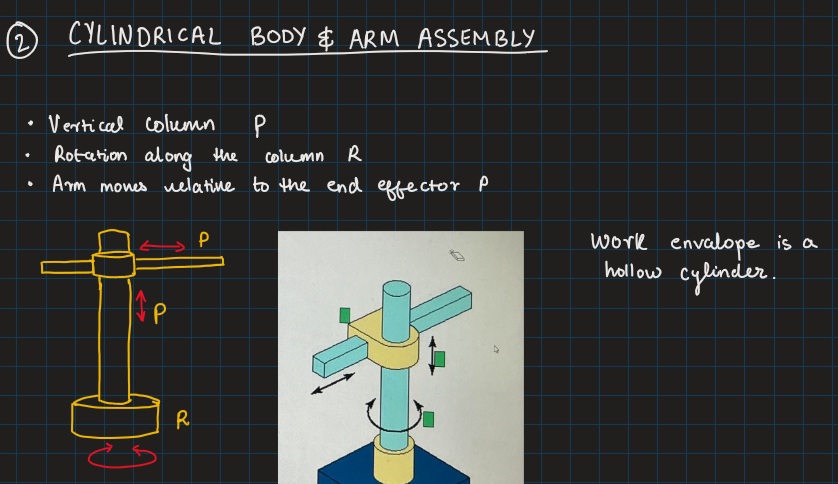 2 CYLINDRICAL BODY & ARM ASSEMBLY
• Vertical column P
• Rotation along the column R
• Arm moves relative to the end effector P
P
P
R
Work envalope is a
hollow cylinder.